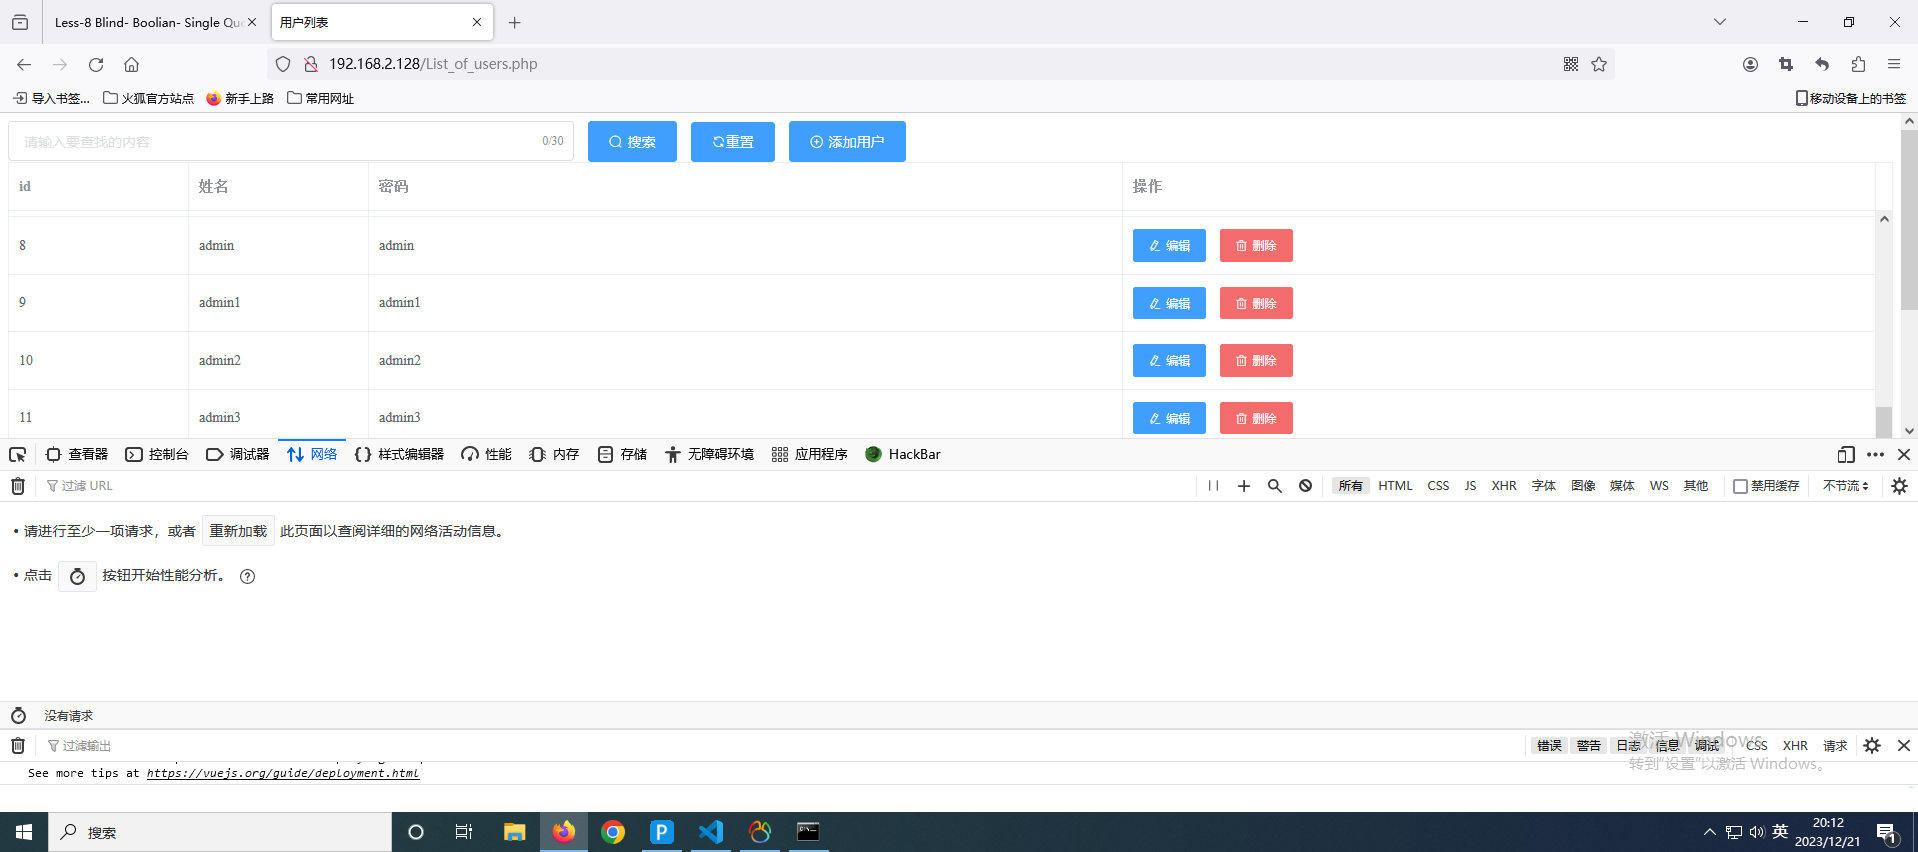 Less-8 Blind- Boolian- Single Qu
用户列表
192.168.2.128/List_of_users.php
导入书签... 火狐官方站点 新手上路 常用网址 移动设备上的书签
请输入要查找的内容 0/30 搜索 重置 添加用户
id 姓名 密码 操作
8 admin admin 编辑 删除
9 admin1 admin1 编辑 删除
10 admin2 admin2 编辑 删除
11 admin3 admin3 编辑 删除
查看器 控制台 调试器 网络 样式编辑器 性能 内存 存储 无障碍环境 应用程序 HackBar
过滤 URL 所有 HTML CSS JS XHR 字体 图像 媒体 WS 其他 禁用缓存 不节流
• 请进行至少一项请求，或者 重新加载 此页面以查阅详细的网络活动信息。
• 点击 按钮开始性能分析。
没有请求
过滤输出 错误 警告 日志 信息 调试 CSS XHR 请求
激活 Windows
转到"设置"以激活 Windows。
See more tips at https://vuejs.org/guide/deployment.html
搜索
英
20:12
2023/12/21
1